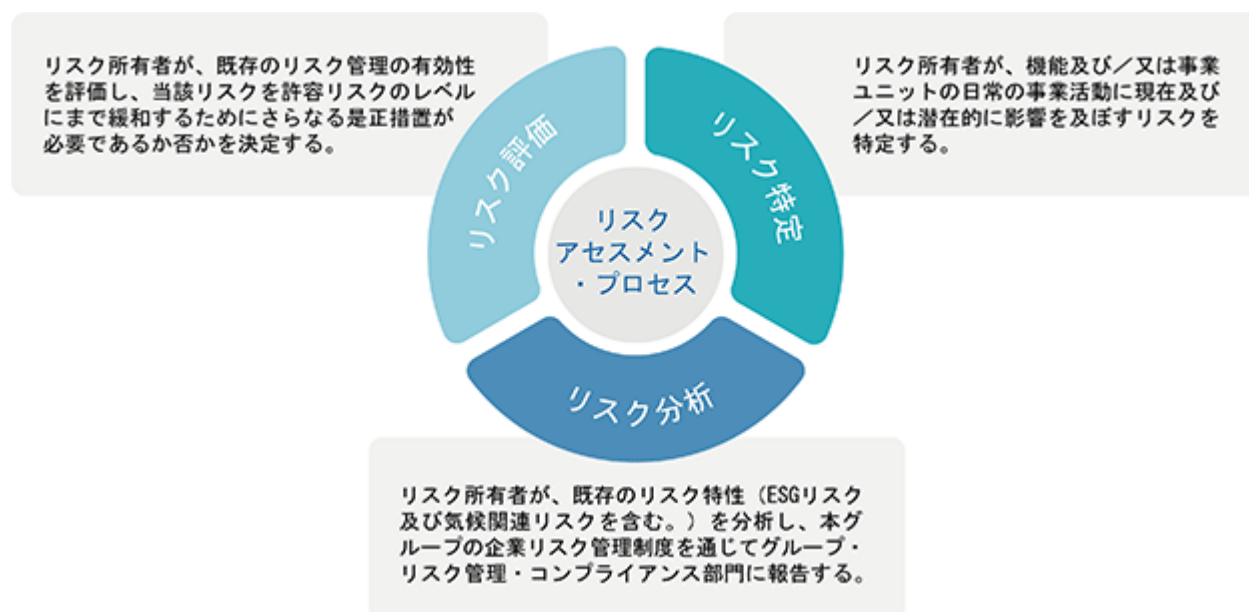 リスク所有者が、既存のリスク管理の有効性
を評価し、当該リスクを許容リスクのレベル
にまで緩和するためにさらなる是正措置が
必要であるか否かを決定する。
リスク所有者が、機能及び／又は事業
ユニットの日常の事業活動に現在及び
／又は潜在的に影響を及ぼすリスクを
特定する。
リスク評価
リスク特定
リスク
アセスメント
・プロセス
リスク分析
リスク所有者が、既存のリスク特性（ESGリスク
及び気候関連リスクを含む。）を分析し、本グ
ループの企業リスク管理制度を通じてグループ・
リスク管理・コンプライアンス部門に報告する。